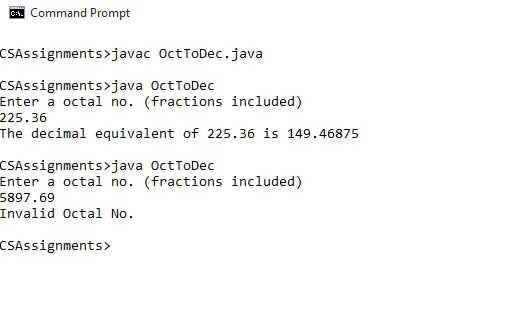 Command Prompt
CSAssignments>javac OctToDec.java
CSAssignments>java OctToDec
Enter a octal no. (fractions included)
225.36
The decimal equivalent of 225.36 is 149.46875
CSAssignments>java OctToDec
Enter a octal no. (fractions included)
5897.69
Invalid Octal No.
CSAssignments>